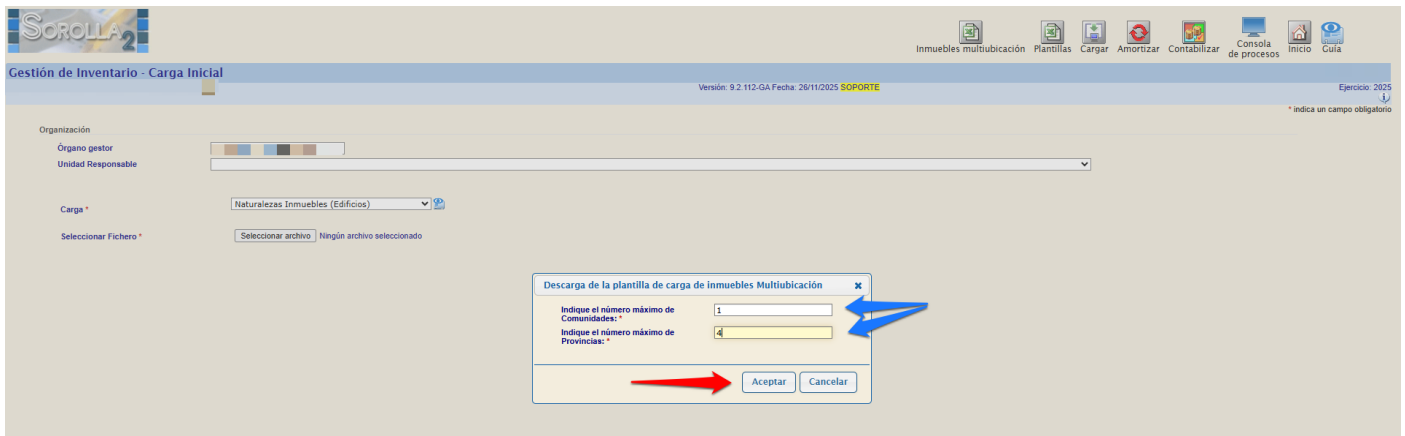 SOROLLA2
Inmuebles multiubicación Plantillas Cargar Amortizar Contabilizar Consola de procesos Inicio Guía
Gestión de Inventario - Carga Inicial
Versión: 9.2.112-GA Fecha: 26/11/2025 SOPORTE Ejercicio: 2025
* indica un campo obligatorio
Organización
Órgano gestor
Unidad Responsable
Carga * Naturalezas Inmuebles (Edificios)
Seleccionar Fichero * Seleccionar archivo Ningún archivo seleccionado
Descarga de la plantilla de carga de inmuebles Multiubicación x
Indique el número máximo de 1
Comunidades: *
Indique el número máximo de 4
Provincias: *
Aceptar Cancelar